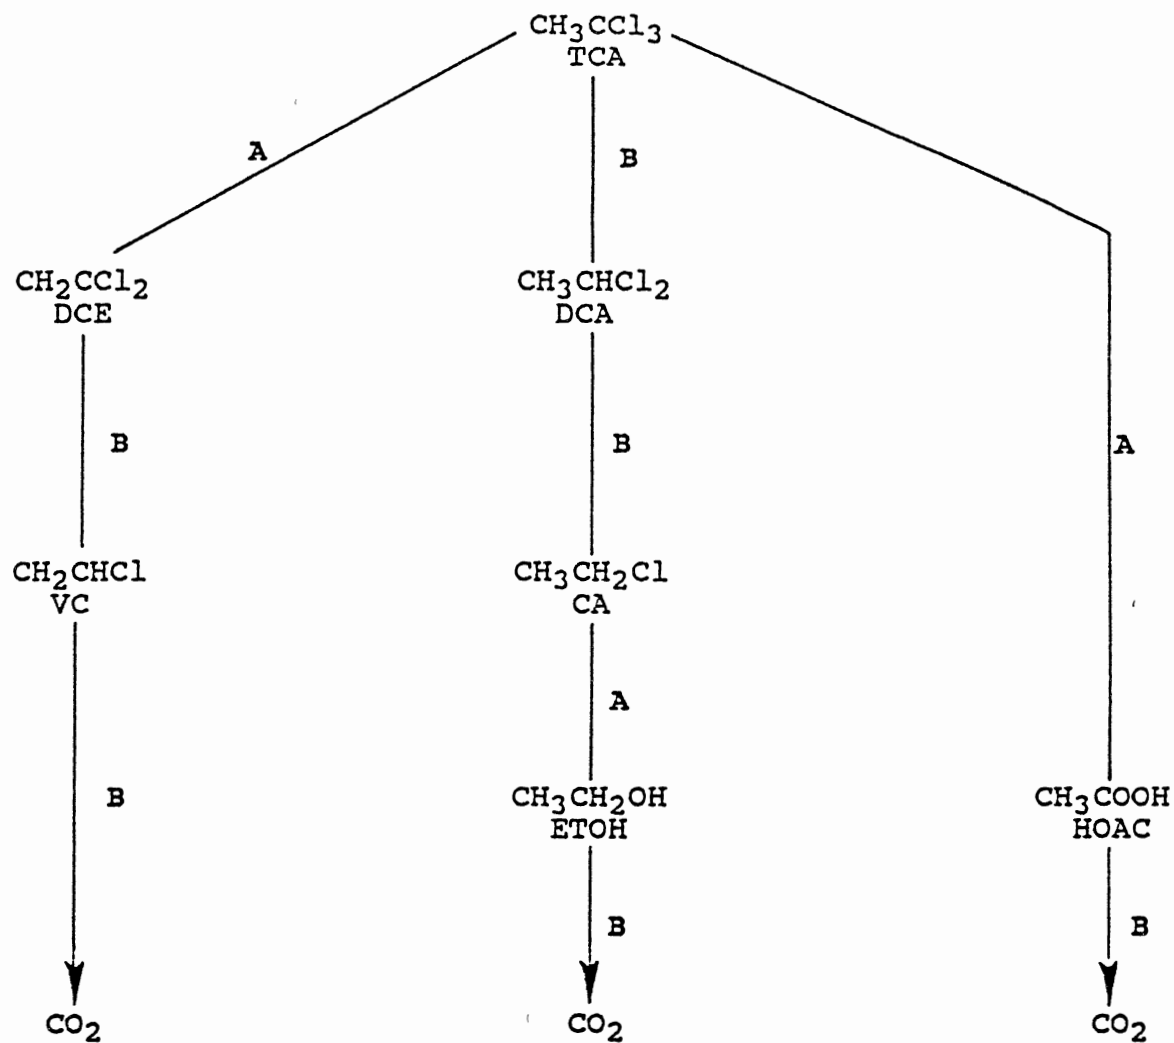 CH₃CCl₃
TCA
A
B
CH₂CCl₂
DCE
CH₃CHCl₂
DCA
B
B
A
CH₂CHCl
VC
CH₃CH₂Cl
CA
A
B
CH₃CH₂OH
ETOH
CH₃COOH
HOAC
B
B
CO₂
CO₂
CO₂